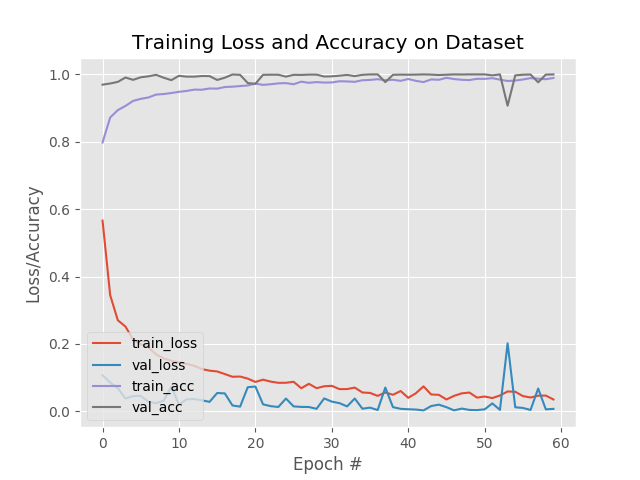 Training Loss and Accuracy on Dataset
Loss/Accuracy
1.0
0.8
0.6
0.4
0.2
0.0
train_loss
val_loss
train_acc
val_acc
0 10 20 30 40 50 60
Epoch #